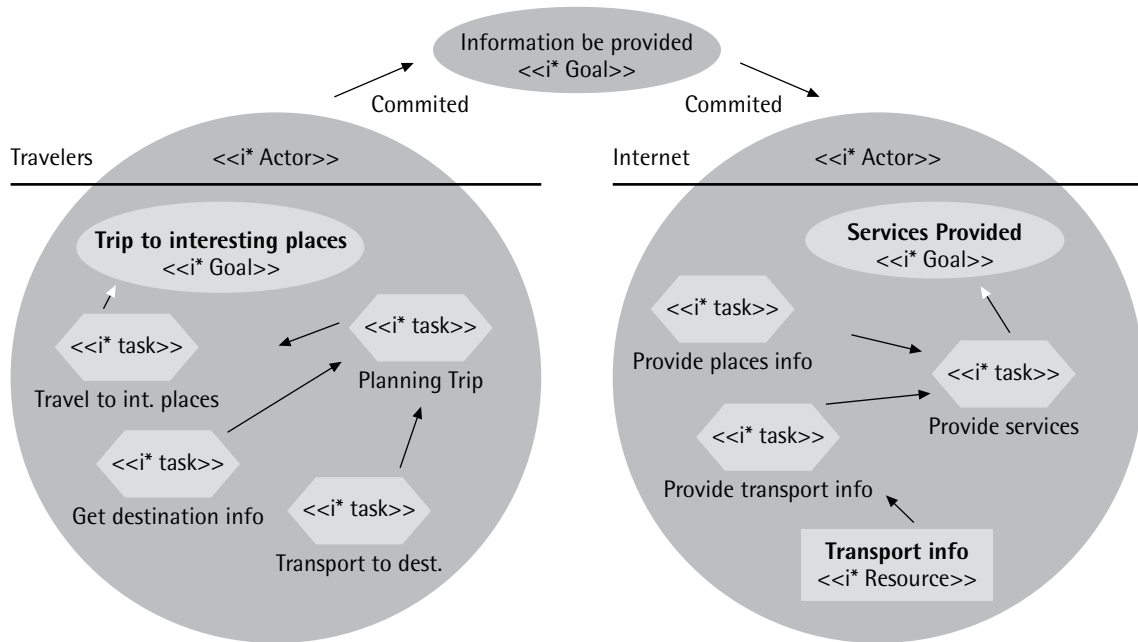 Information be provided
<<i* Goal>>
Commited
Commited
Travelers
<<i* Actor>>
Internet
<<i* Actor>>
Trip to interesting places
<<i* Goal>>
<<i* task>>
Travel to int. places
<<i* task>>
Planning Trip
<<i* task>>
Get destination info
<<i* task>>
Transport to dest.
Services Provided
<<i* Goal>>
<<i* task>>
Provide places info
<<i* task>>
Provide services
<<i* task>>
Provide transport info
Transport info
<<i* Resource>>